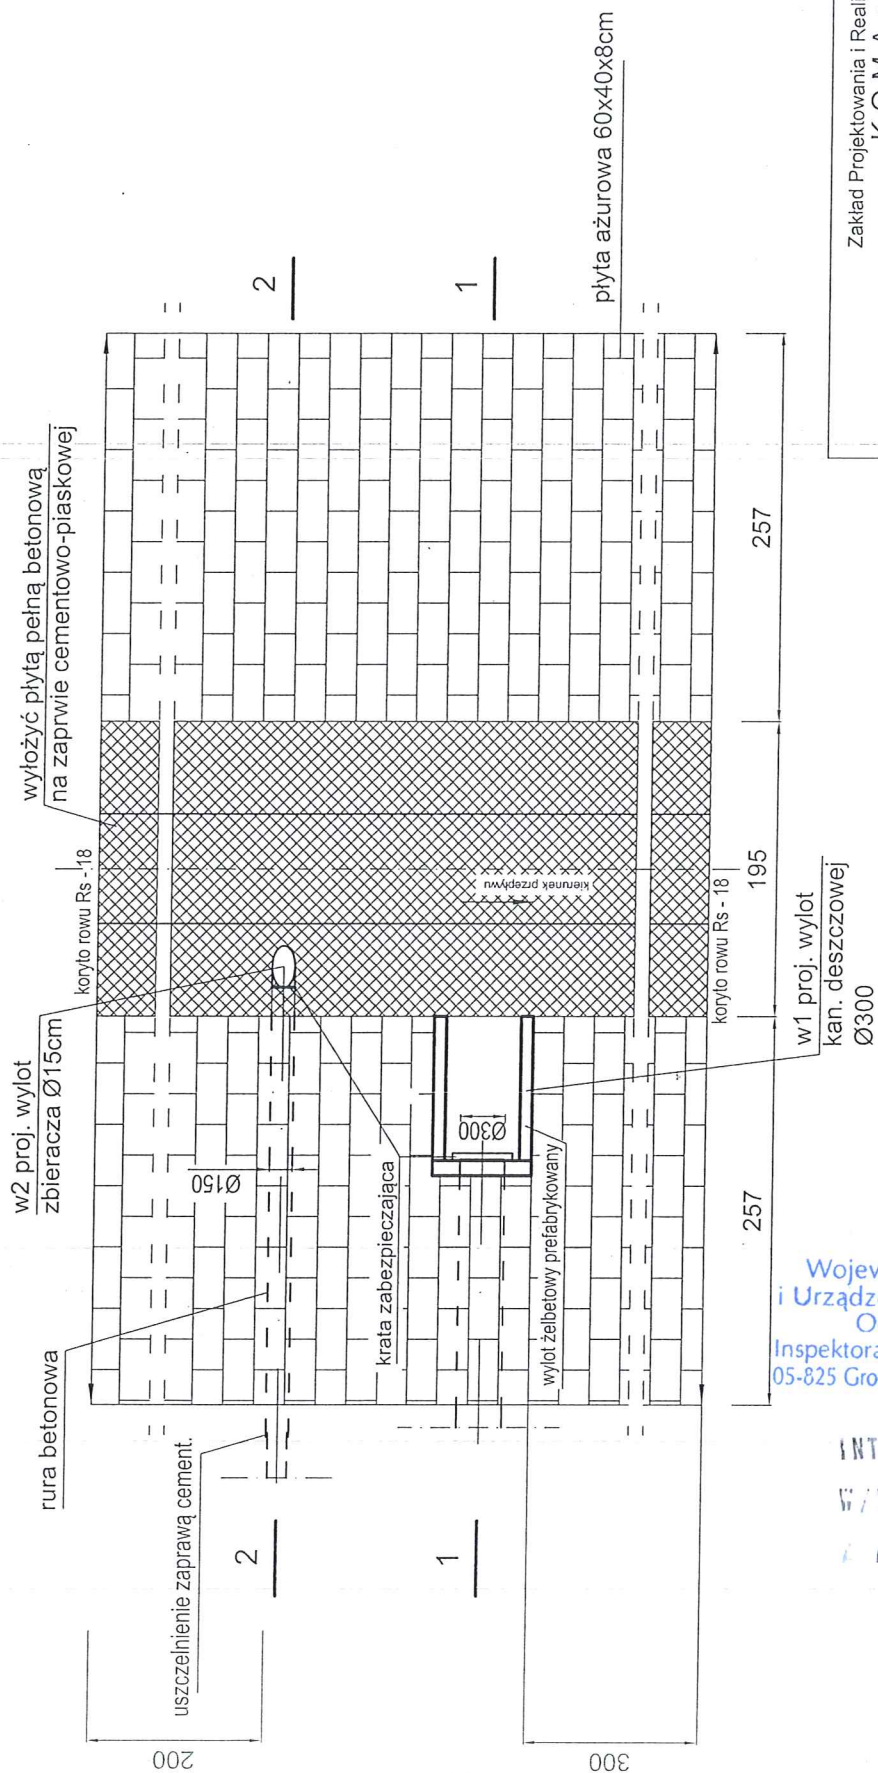 wyłożyć płytą pełną betonową
na zaprwie cementowo-piaskowej
w2 proj. wylot
zbieracza Ø15cm
koryto rowu Rs - 18
rura betonowa
uszczelnienie zaprawą cement.
Ø150
2
2
1
1
krata zabezpieczająca
Ø300
wylot żelbetowy prefabrykowany
kierunek przepływu
koryto rowu Rs - 18
w1 proj. wylot
kan. deszczowej
Ø300
płyta ażurowa 60x40x8cm
200
300
257
195
257
Zakład Projektowania i Reali
K O M A
Wojew
i Urządze
O
Inspektora
05-825 Gro